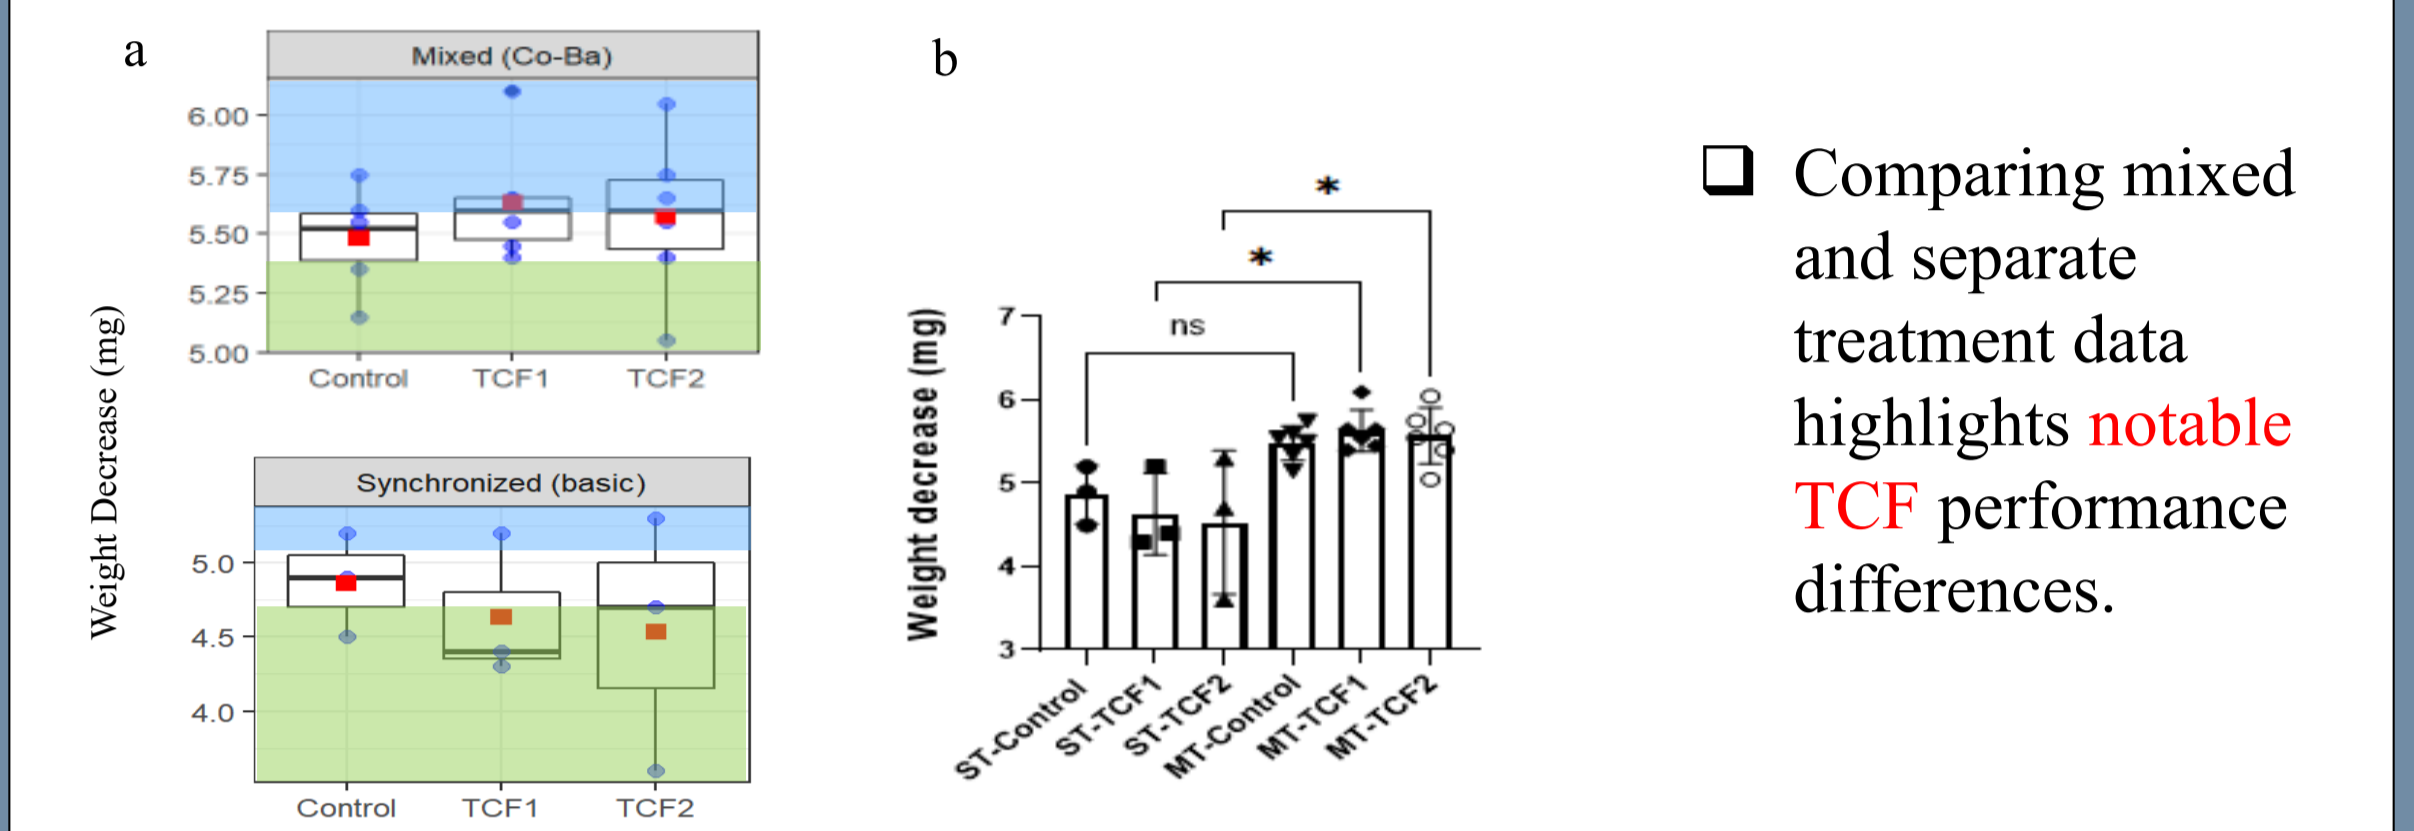 a
Mixed (Co-Ba)
6.00
5.75
5.50
5.25
5.00
Control TCF1 TCF2
Weight Decrease (mg)
Synchronized (basic)
5.0
4.5
4.0
Control TCF1 TCF2
b
*
*
ns
Weight decrease (mg)
7
6
5
4
3
ST-Control
ST-TCF1
ST-TCF2
MT-Control
MT-TCF1
MT-TCF2
❑ Comparing mixed
and separate
treatment data
highlights notable
TCF performance
differences.